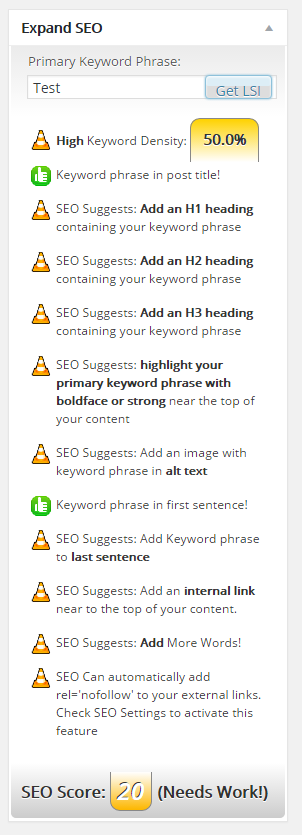 Expand SEO
Primary Keyword Phrase:
Test
Get LSI
High Keyword Density: 50.0%
Keyword phrase in post title!
SEO Suggests: Add an H1 heading
containing your keyword phrase
SEO Suggests: Add an H2 heading
containing your keyword phrase
SEO Suggests: Add an H3 heading
containing your keyword phrase
SEO Suggests: highlight your
primary keyword phrase with
boldface or strong near the top of
your content
SEO Suggests: Add an image with
keyword phrase in alt text
Keyword phrase in first sentence!
SEO Suggests: Add Keyword phrase
to last sentence
SEO Suggests: Add an internal link
near to the top of your content.
SEO Suggests: Add More Words!
SEO Can automatically add
rel='nofollow' to your external links.
Check SEO Settings to activate this
feature
SEO Score: 20 (Needs Work!)